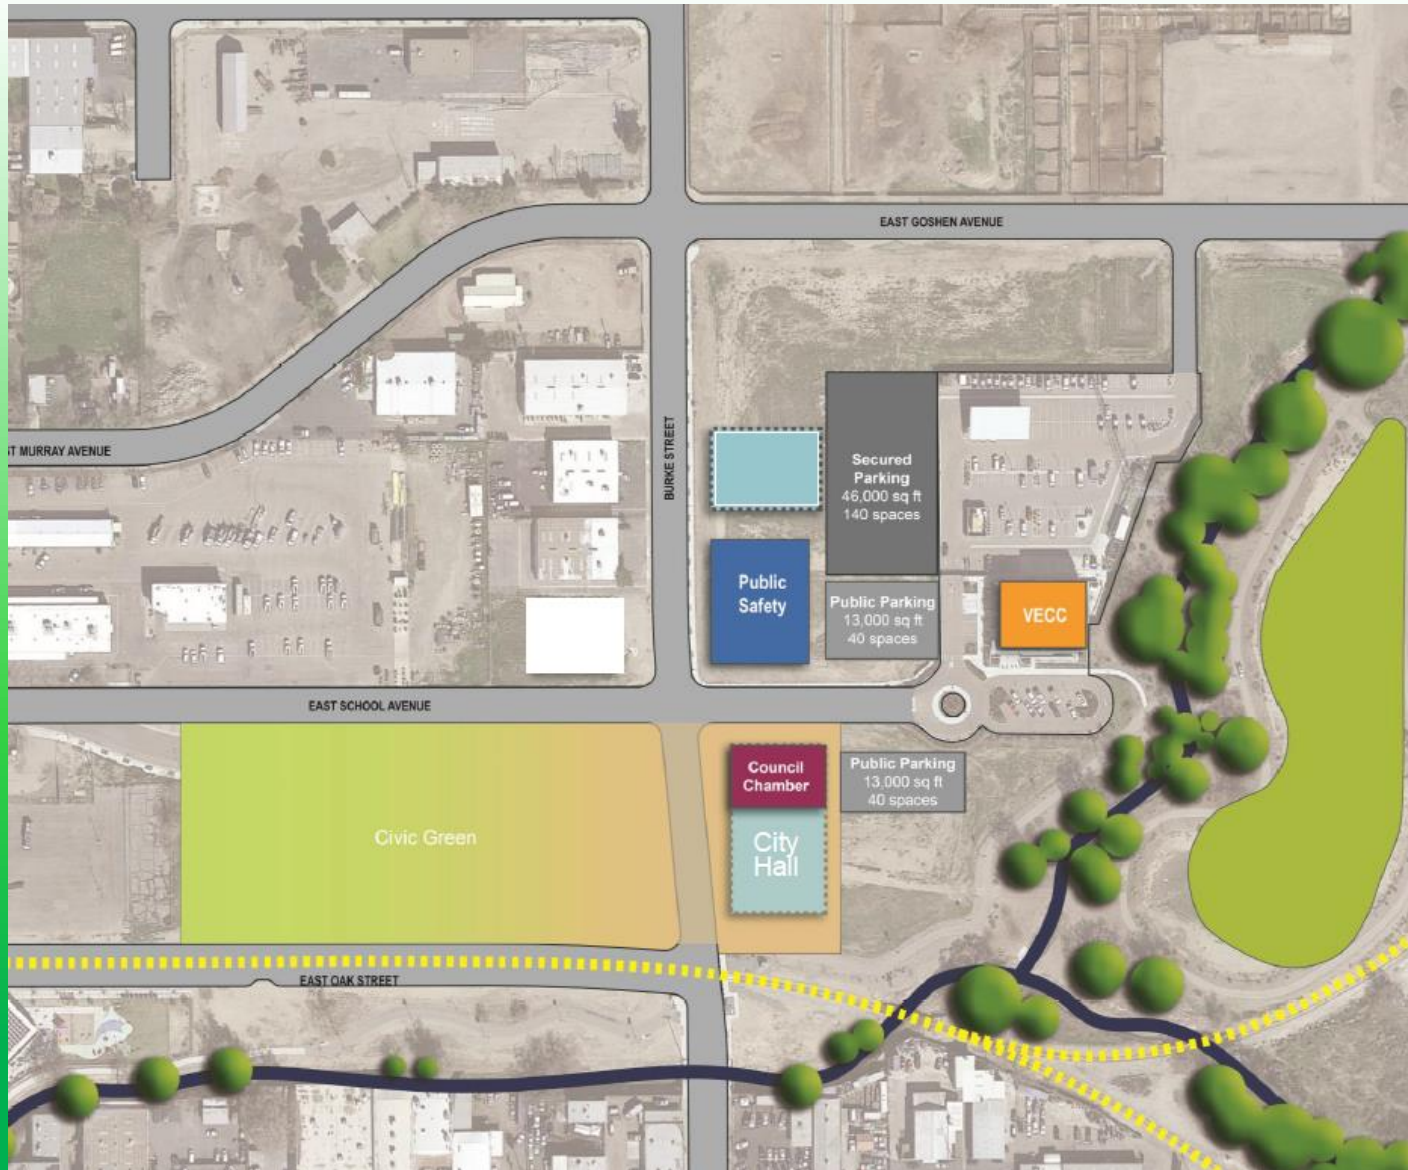 EAST GOSHEN AVENUE
ST MURRAY AVENUE
BURKE STREET
Secured
Parking
46,000 sq ft
140 spaces
Public
Safety
Public Parking
13,000 sq ft
40 spaces
VECC
EAST SCHOOL AVENUE
Council
Chamber
Public Parking
13,000 sq ft
40 spaces
Civic Green
City
Hall
EAST OAK STREET